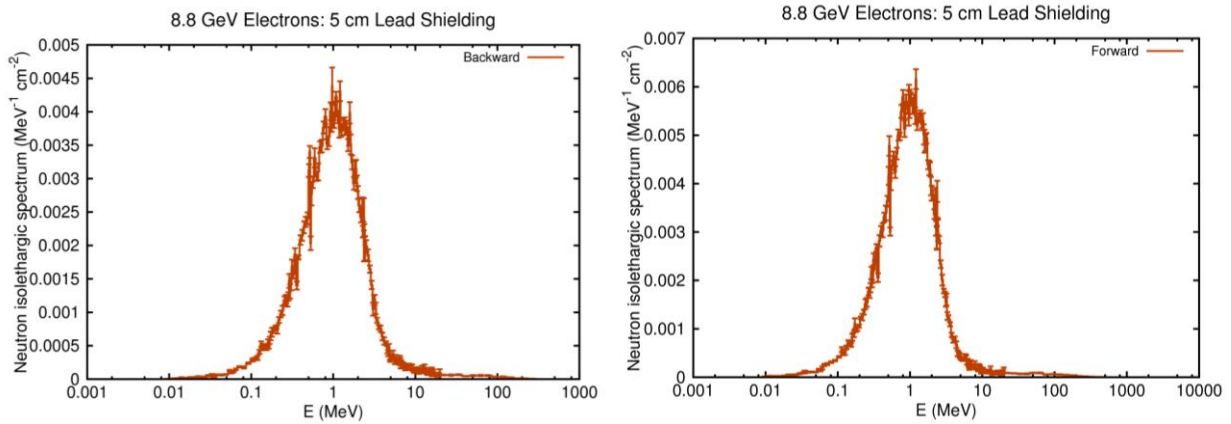 8.8 GeV Electrons: 5 cm Lead Shielding
Neutron isolethargic spectrum (MeV⁻¹ cm⁻²)
0.005
0.0045
0.004
0.0035
0.003
0.0025
0.002
0.0015
0.001
0.0005
0
Backward
0.001 0.01 0.1 1 10 100 1000
E (MeV)
8.8 GeV Electrons: 5 cm Lead Shielding
Neutron isolethargic spectrum (MeV⁻¹ cm⁻²)
0.007
0.006
0.005
0.004
0.003
0.002
0.001
0
Forward
0.001 0.01 0.1 1 10 100 1000 10000
E (MeV)